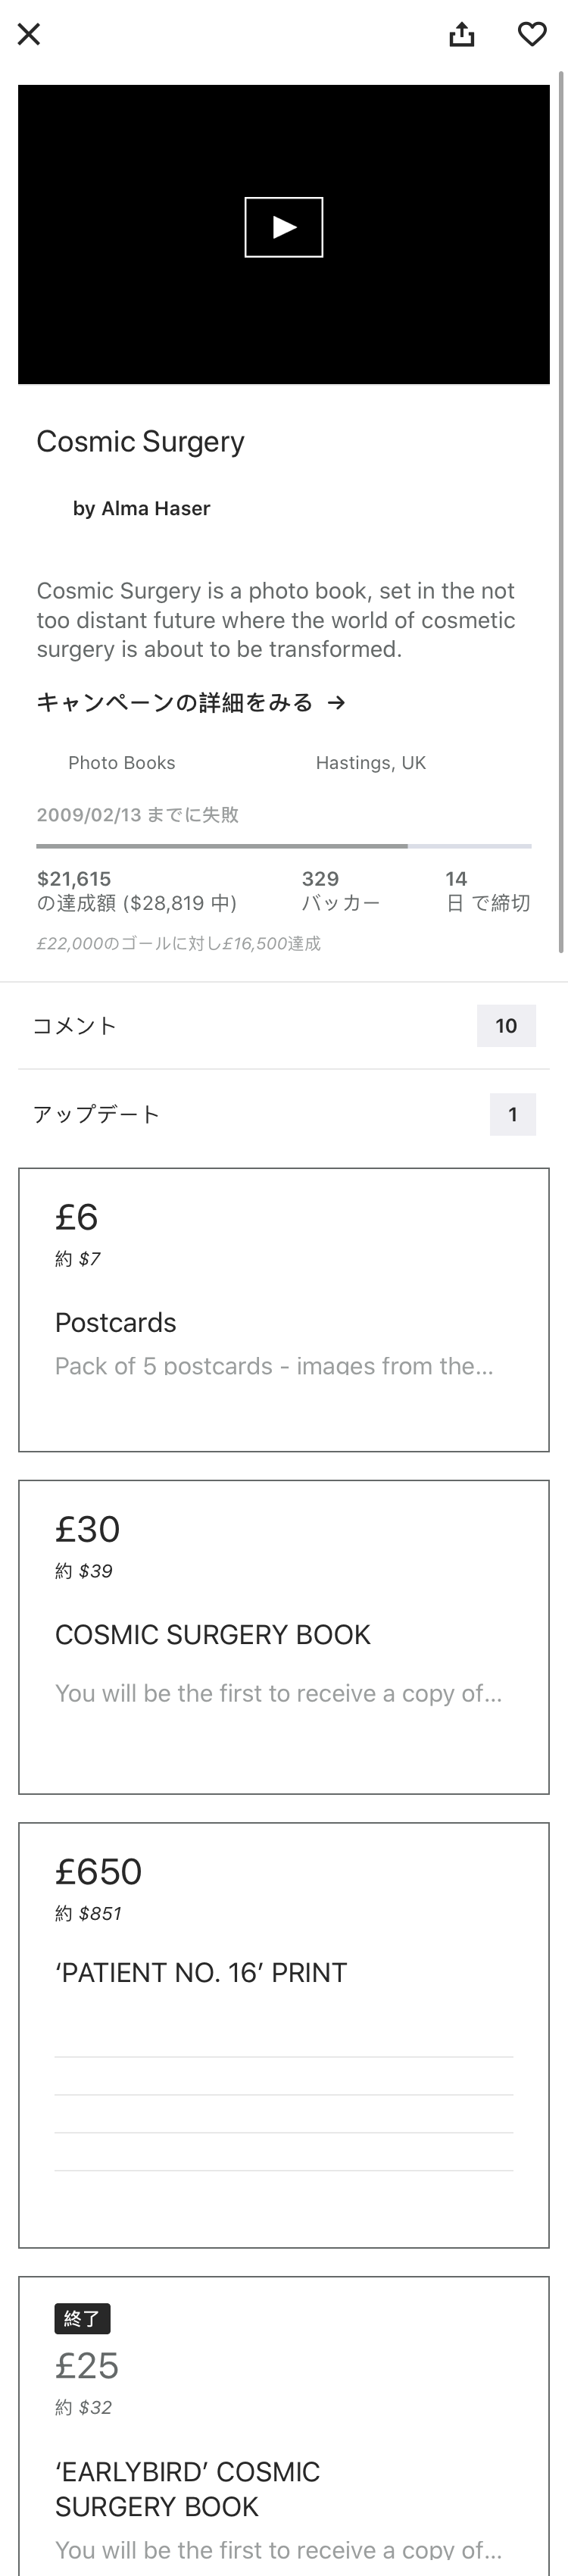 Cosmic Surgery
by Alma Haser
Cosmic Surgery is a photo book, set in the not
too distant future where the world of cosmetic
surgery is about to be transformed.
キャンペーンの詳細をみる →
Photo Books
Hastings, UK
2009/02/13 までに失敗
$21,615
の達成額 ($28,819 中)
329
バッカー
14
日 で締切
£22,000のゴールに対し£16,500達成
コメント
10
アップデート
1
£6
約 $7
Postcards
Pack of 5 postcards - images from the...
£30
約 $39
COSMIC SURGERY BOOK
You will be the first to receive a copy of...
£650
約 $851
‘PATIENT NO. 16’ PRINT
終了
£25
約 $32
‘EARLYBIRD’ COSMIC
SURGERY BOOK
You will be the first to receive a copy of...